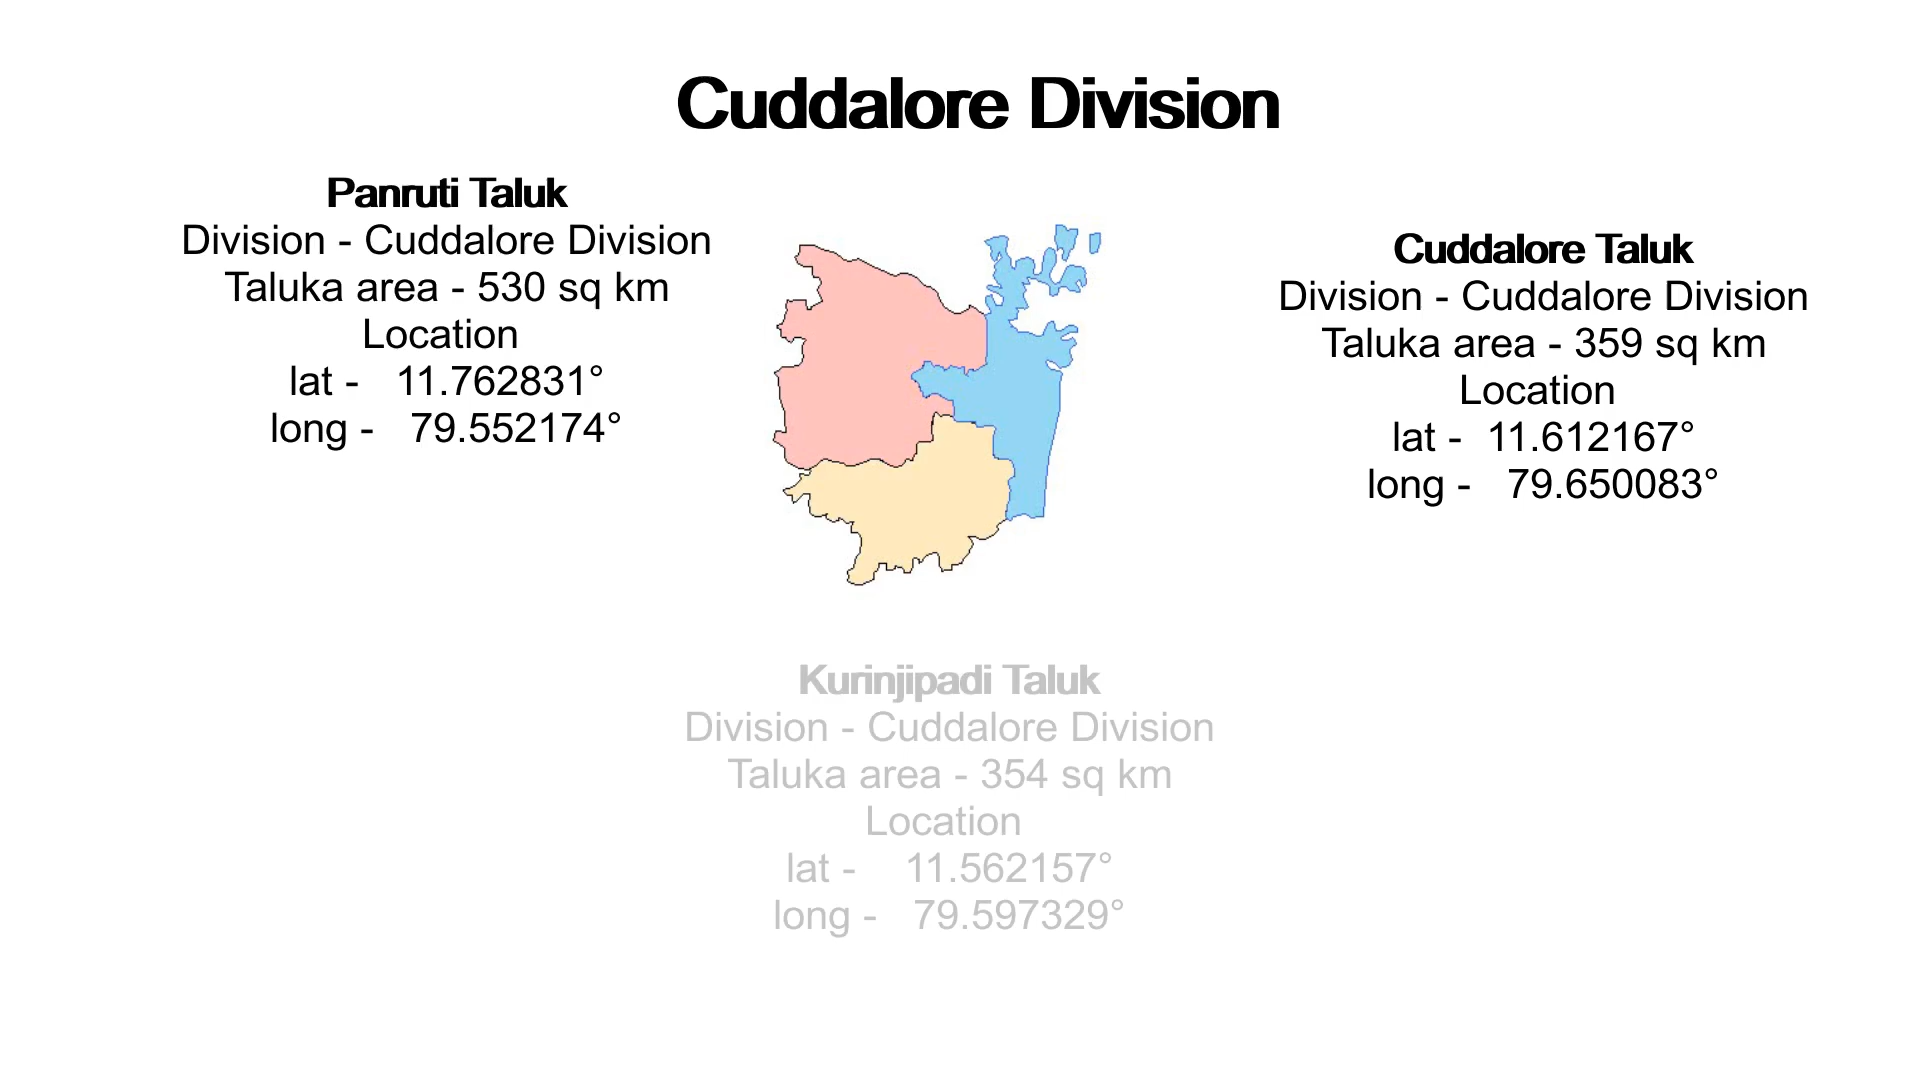 Cuddalore Division
Panruti Taluk
Division - Cuddalore Division
Taluka area - 530 sq km
Location
lat - 11.762831°
long - 79.552174°
Cuddalore Taluk
Division - Cuddalore Division
Taluka area - 359 sq km
Location
lat - 11.612167°
long - 79.650083°
Kurinjipadi Taluk
Division - Cuddalore Division
Taluka area - 354 sq km
Location
lat - 11.562157°
long - 79.597329°